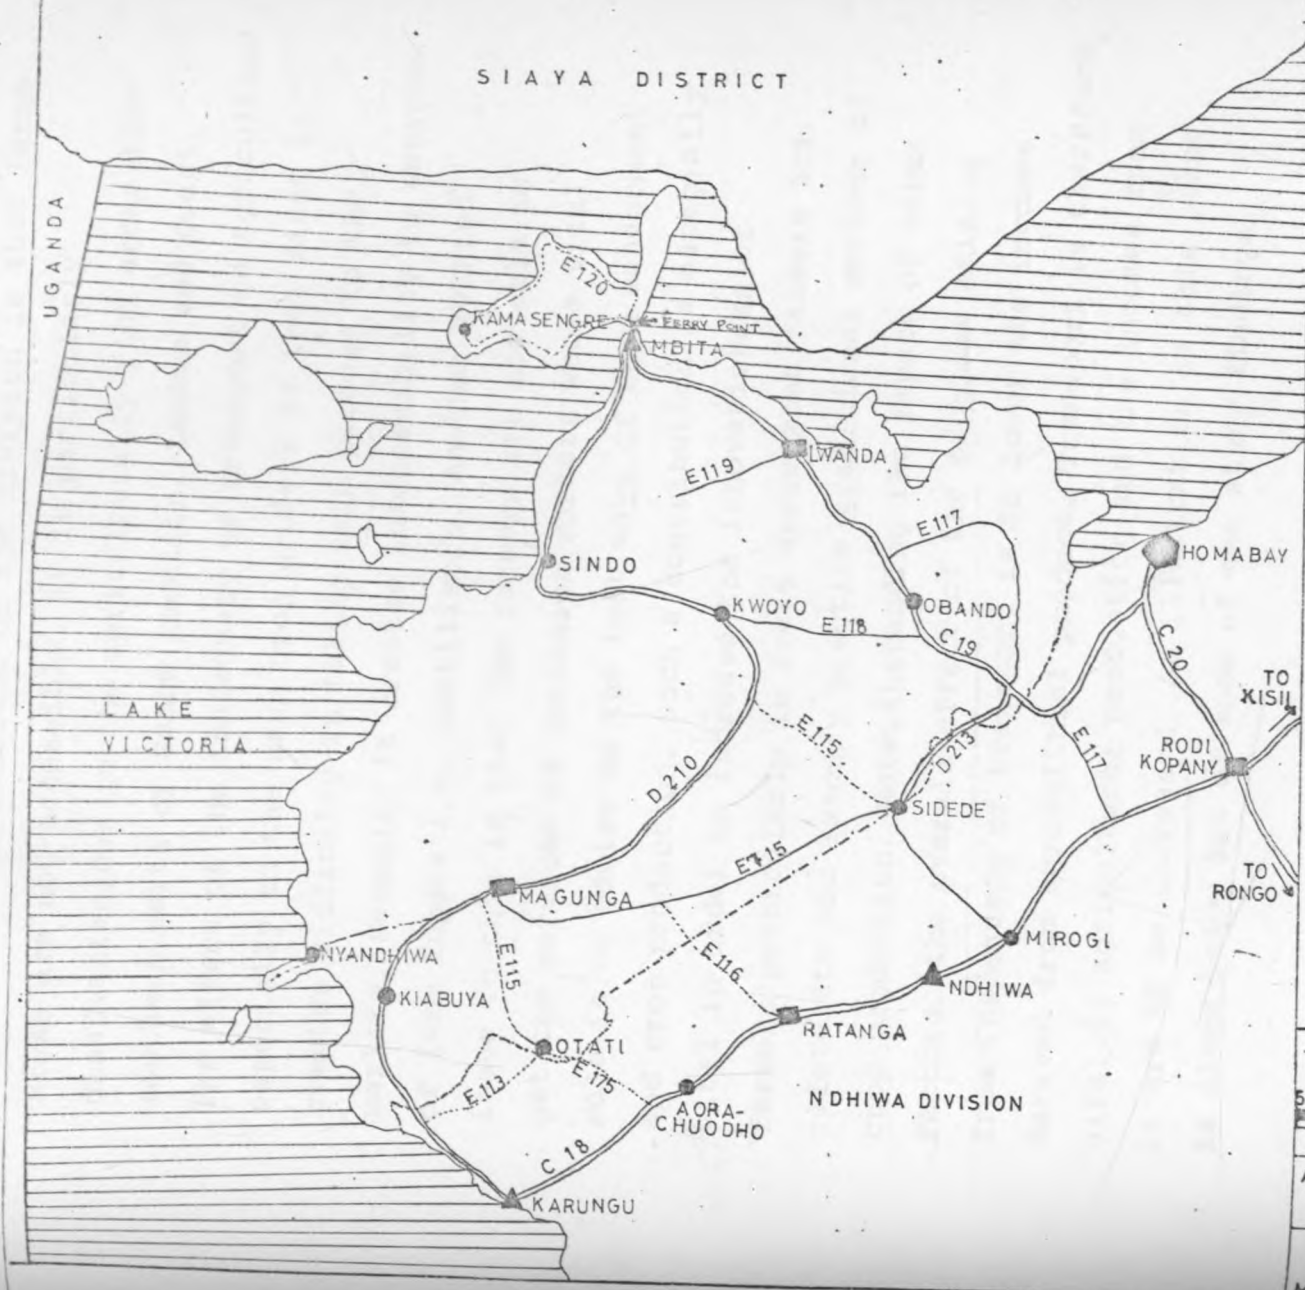 SIAYA DISTRICT
UGANDA
E 120
KAMASENGRE
FERRY POINT
MBITA
LWANDA
E 119
E 117
HOMABAY
SINDO
KWOYO
OBANDO
E 118
C 19
C 20
TO
KISII
LAKE
VICTORIA
E 115
D 213
E 117
RODI
KOPANY
D 210
SIDEDE
E715
TO
RONGO
MAGUNGA
MIROGI
NYANDHIWA
E 115
E 116
NDHIWA
KIABUYA
RATANGA
OTATI
E 113
E 175
AORA-
CHUODHO
NDHIWA DIVISION
C 18
KARUNGU